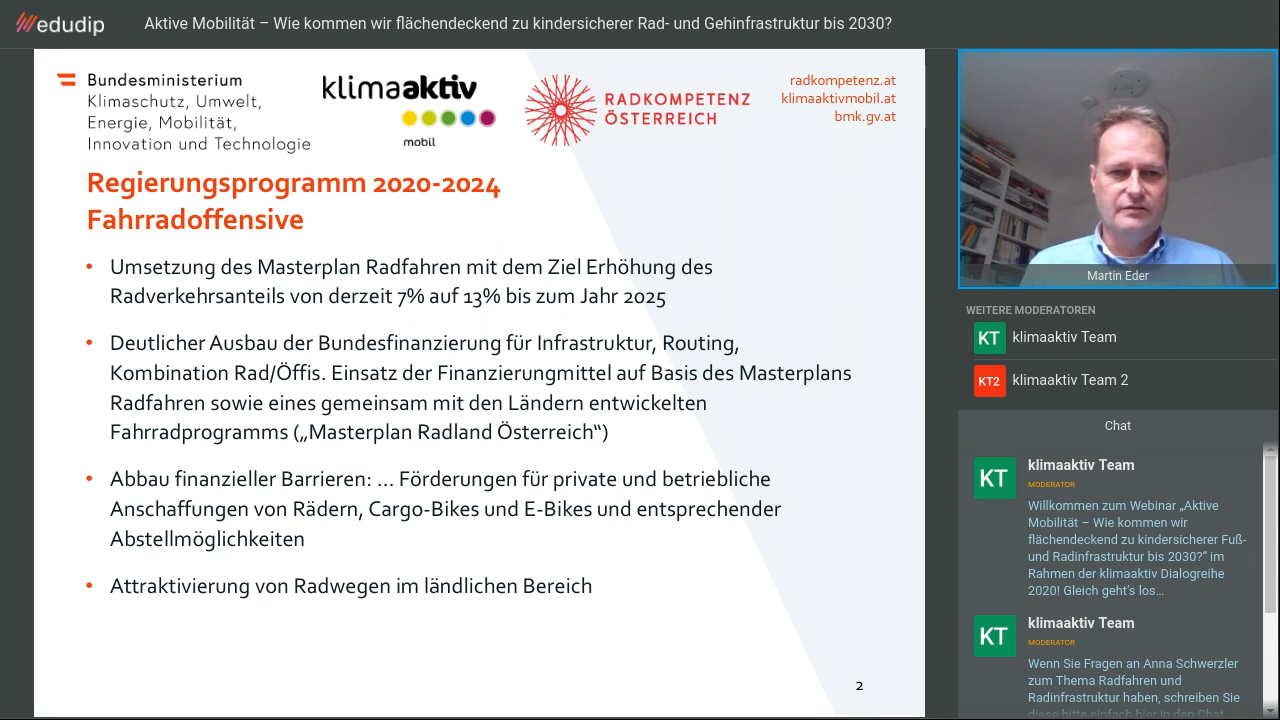 edudip
Aktive Mobilität – Wie kommen wir flächendeckend zu kindersicherer Rad- und Gehinfrastruktur bis 2030?
Bundesministerium
Klimaschutz, Umwelt,
Energie, Mobilität,
Innovation und Technologie
klimaaktiv
mobil
RADKOMPETENZ
ÖSTERREICH
radkompetenz.at
klimaaktivmobil.at
bmk.gv.at
Regierungsprogramm 2020-2024
Fahrradoffensive
• Umsetzung des Masterplan Radfahren mit dem Ziel Erhöhung des
Radverkehrsanteils von derzeit 7% auf 13% bis zum Jahr 2025
• Deutlicher Ausbau der Bundesfinanzierung für Infrastruktur, Routing,
Kombination Rad/Öffis. Einsatz der Finanzierungmittel auf Basis des Masterplans
Radfahren sowie eines gemeinsam mit den Ländern entwickelten
Fahrradprogramms („Masterplan Radland Österreich“)
• Abbau finanzieller Barrieren: ... Förderungen für private und betriebliche
Anschaffungen von Rädern, Cargo-Bikes und E-Bikes und entsprechender
Abstellmöglichkeiten
• Attraktivierung von Radwegen im ländlichen Bereich
2
Martin Eder
WEITERE MODERATOREN
KT klimaaktiv Team
KT2 klimaaktiv Team 2
Chat
KT
klimaaktiv Team
MODERATOR
Willkommen zum Webinar „Aktive
Mobilität – Wie kommen wir
flächendeckend zu kindersicherer Fuß-
und Radinfrastruktur bis 2030?“ im
Rahmen der klimaaktiv Dialogreihe
2020! Gleich geht's los...
KT
klimaaktiv Team
MODERATOR
Wenn Sie Fragen an Anna Schwerzler
zum Thema Radfahren und
Radinfrastruktur haben, schreiben Sie
diese bitte einfach hier in den Chat